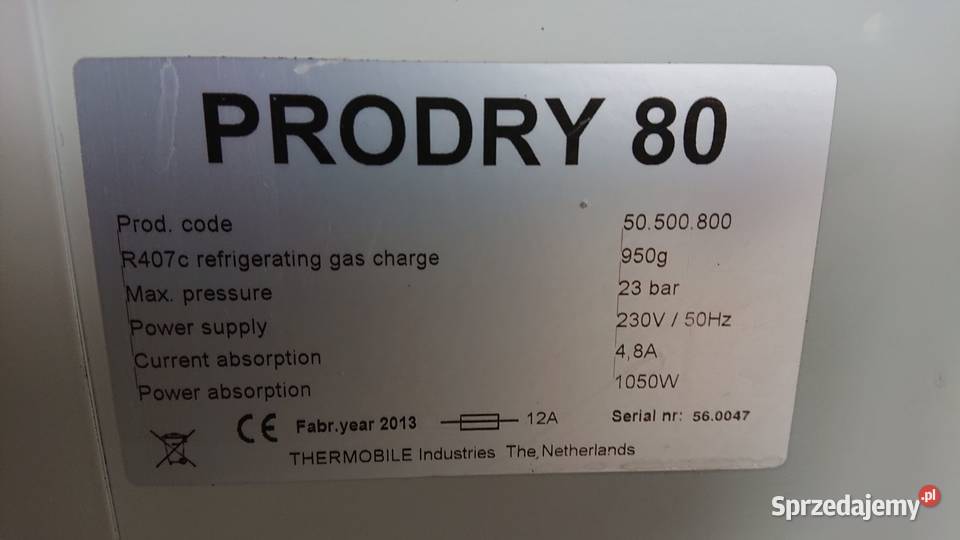 PRODRY 80
Prod. code 50.500.800
R407c refrigerating gas charge 950g
Max. pressure 23 bar
Power supply 230V / 50Hz
Current absorption 4,8A
Power absorption 1050W
CE Fabr.year 2013 12A Serial nr: 56.0047
THERMOBILE Industries The Netherlands
Sprzedajemy.pl